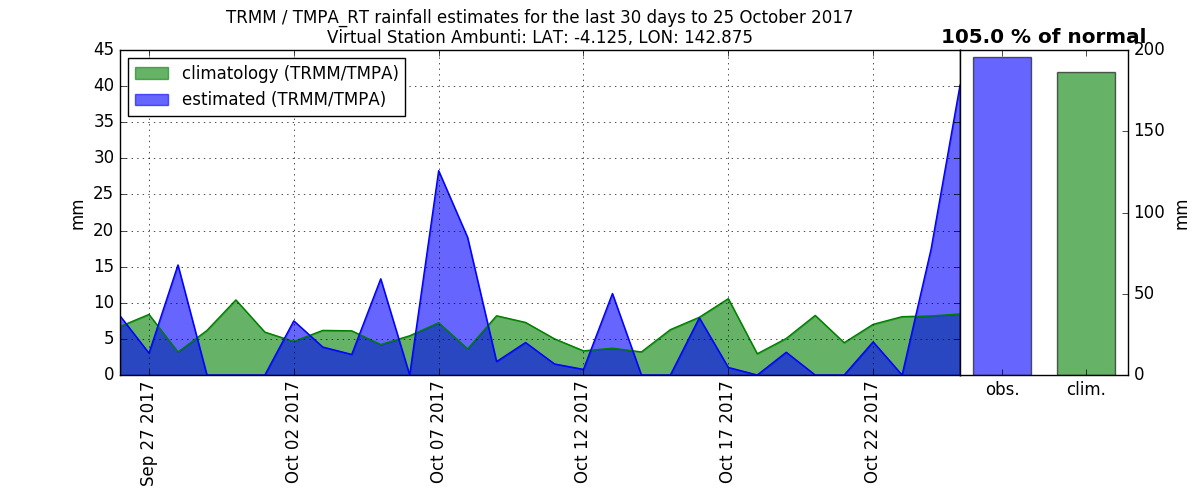 TRMM / TMPA_RT rainfall estimates for the last 30 days to 25 October 2017
Virtual Station Ambunti: LAT: -4.125, LON: 142.875
105.0 % of normal
climatology (TRMM/TMPA)
estimated (TRMM/TMPA)
45
40
35
30
25
20
15
10
5
0
mm
Sep 27 2017
Oct 02 2017
Oct 07 2017
Oct 12 2017
Oct 17 2017
Oct 22 2017
200
150
100
50
0
mm
obs.
clim.